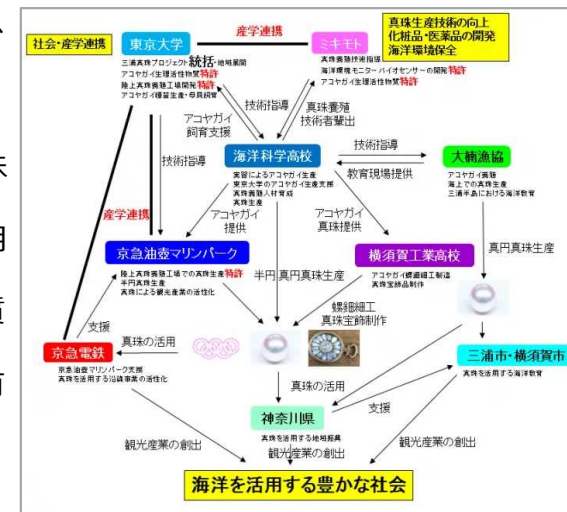 社会・産学連携
東京大学
産学連携
ミキモト
真珠生産技術の向上
化粧品・医薬品の開発
海洋環境保全
三浦真珠プロジェクト統括・地域展開
アコヤガイ生理活性物質特許
陸上真珠養殖工場開発特許
アコヤガイ種苗生産・母貝飼育
真珠養殖技術指導
海洋環境モニターバイオセンサーの開発特許
アコヤガイ生理活性物質特許
技術指導
真珠養殖
技術者輩出
アコヤガイ
飼育支援
技術指導
海洋科学高校
実習によるアコヤガイ生産
東京大学のアコヤガイ生産支援
真珠養殖人材育成
真珠生産
技術指導
教育現場提供
大楠漁協
アコヤガイ養殖
海上での真珠生産
三浦半島における海洋教育
産学連携
アコヤガイ
提供
アコヤガイ
真珠提供
京急油壺マリンパーク
陸上真珠養殖工場での真珠生産特許
半円真珠生産
真珠による観光産業の活性化
半円・真円真珠生産
横須賀工業高校
アコヤガイ螺鈿細工制造
真珠宝飾品制作
真円真珠生産
支援
螺鈿細工
真珠宝飾制作
京急電鉄
京急油壺マリンパーク支援
真珠を活用する沿線事業の活性化
真珠の活用
真珠の活用
三浦市・横須賀市
真珠を活用する海洋教育
神奈川県
真珠を活用する地域振興
支援
観光産業の創出
観光産業の創出
観光産業の創出
海洋を活用する豊かな社会